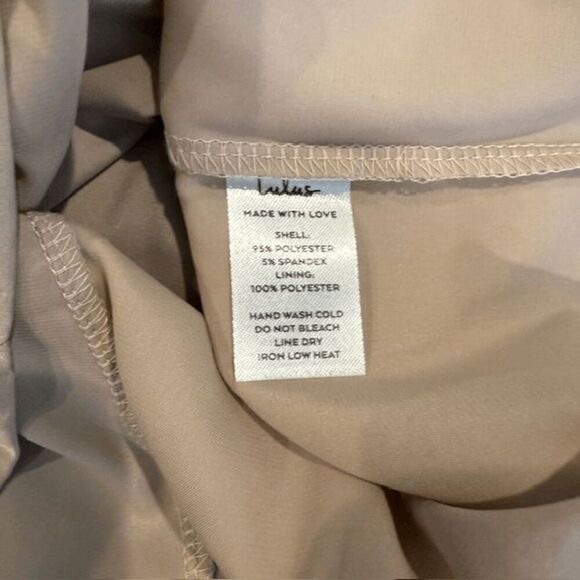 Lulus
MADE WITH LOVE
SHELL:
95% POLYESTER
5% SPANDEX
LINING:
100% POLYESTER
HAND WASH COLD
DO NOT BLEACH
LINE DRY
IRON LOW HEAT